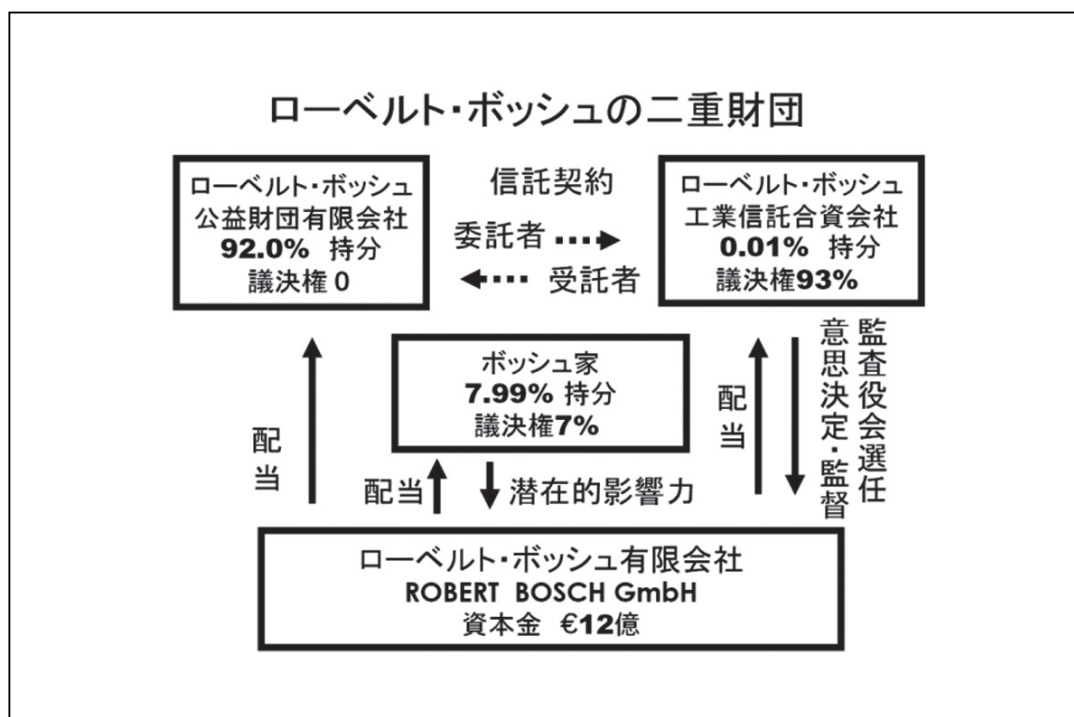 ローベルト・ボッシュの二重財団
ローベルト・ボッシュ
公益財団有限会社
92.0% 持分
議決権 0
信託契約
委託者
受託者
ローベルト・ボッシュ
工業信託合資会社
0.01% 持分
議決権93%
ボッシュ家
7.99% 持分
議決権7%
配当
配当
潜在的影響力
配当
監査役会選任
意思決定・監督
ローベルト・ボッシュ有限会社
ROBERT BOSCH GmbH
資本金 €12億